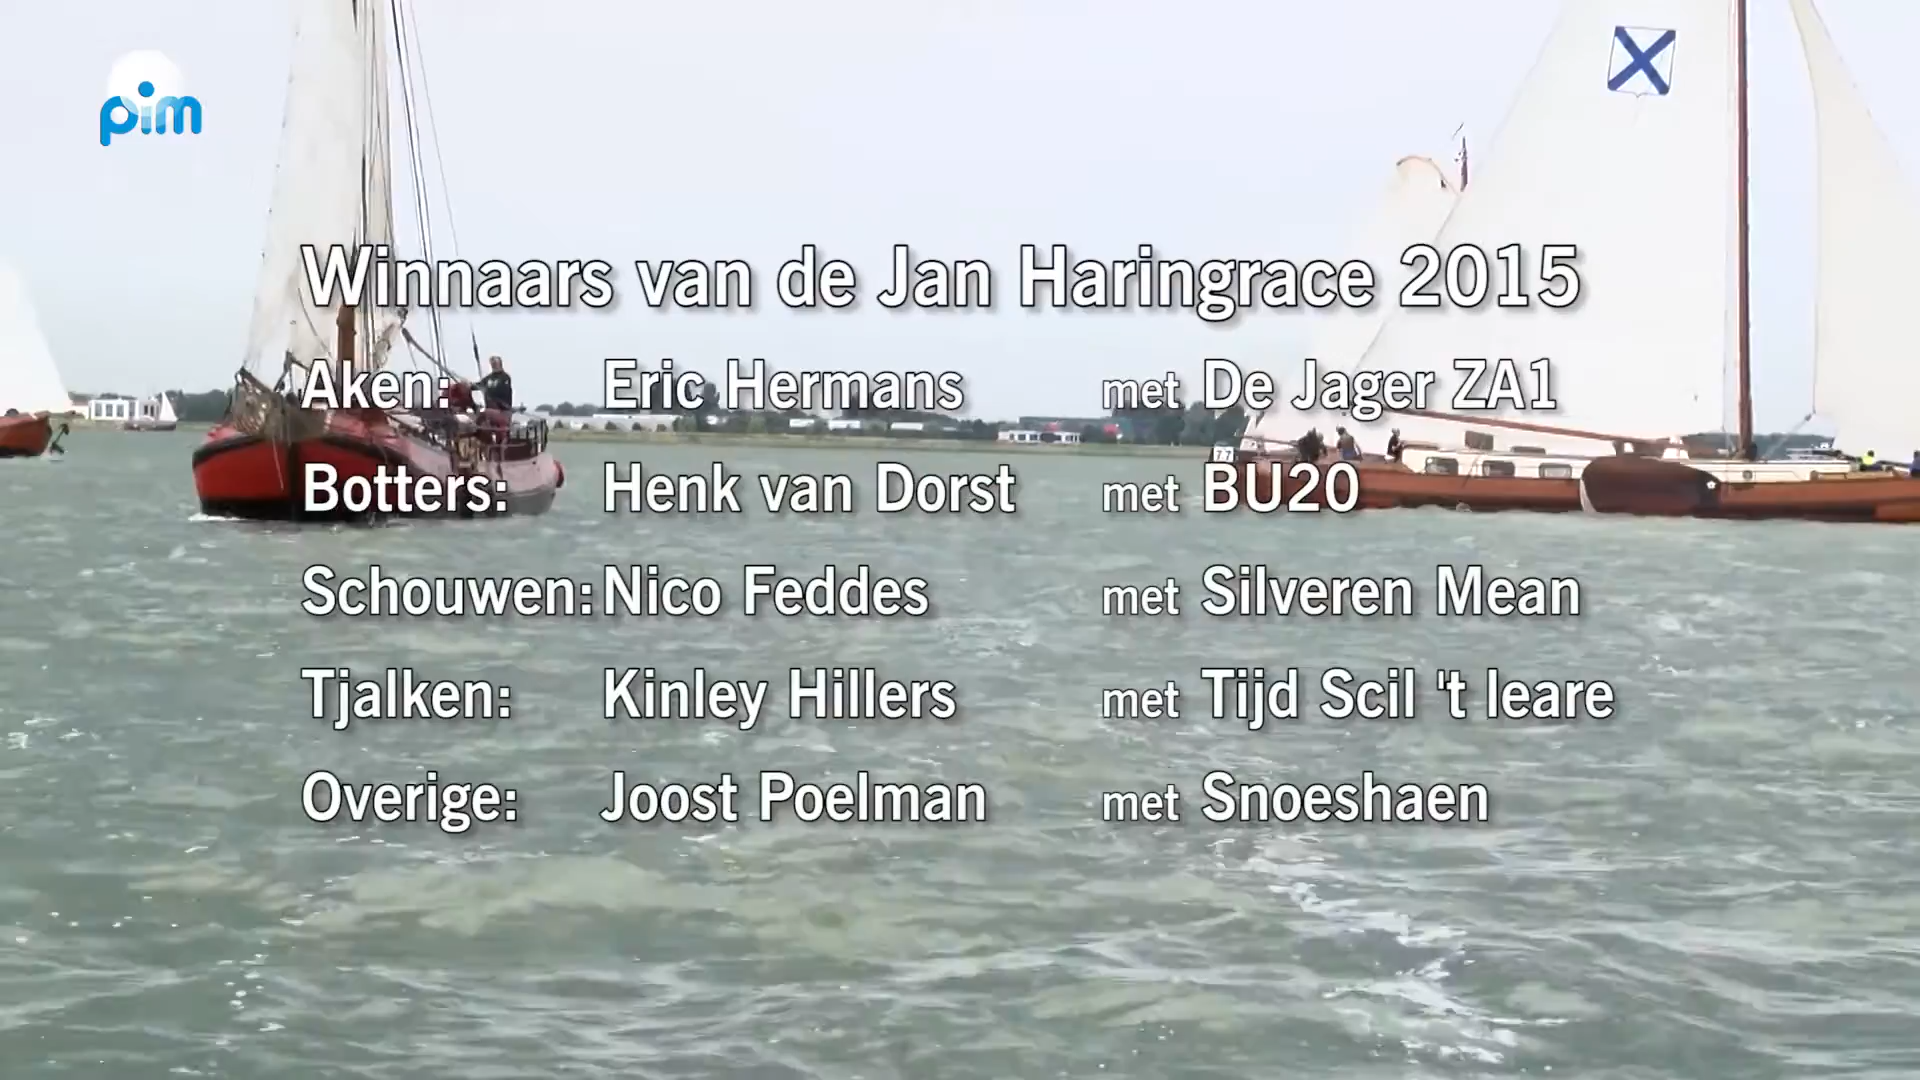 pim
Winnaars van de Jan Haringrace 2015
Aken: Eric Hermans met De Jager ZA1
77
Botters: Henk van Dorst met BU20
Schouwen: Nico Feddes met Silveren Mean
Tjalken: Kinley Hillers met Tijd Scil 't leare
Overige: Joost Poelman met Snoeshaen